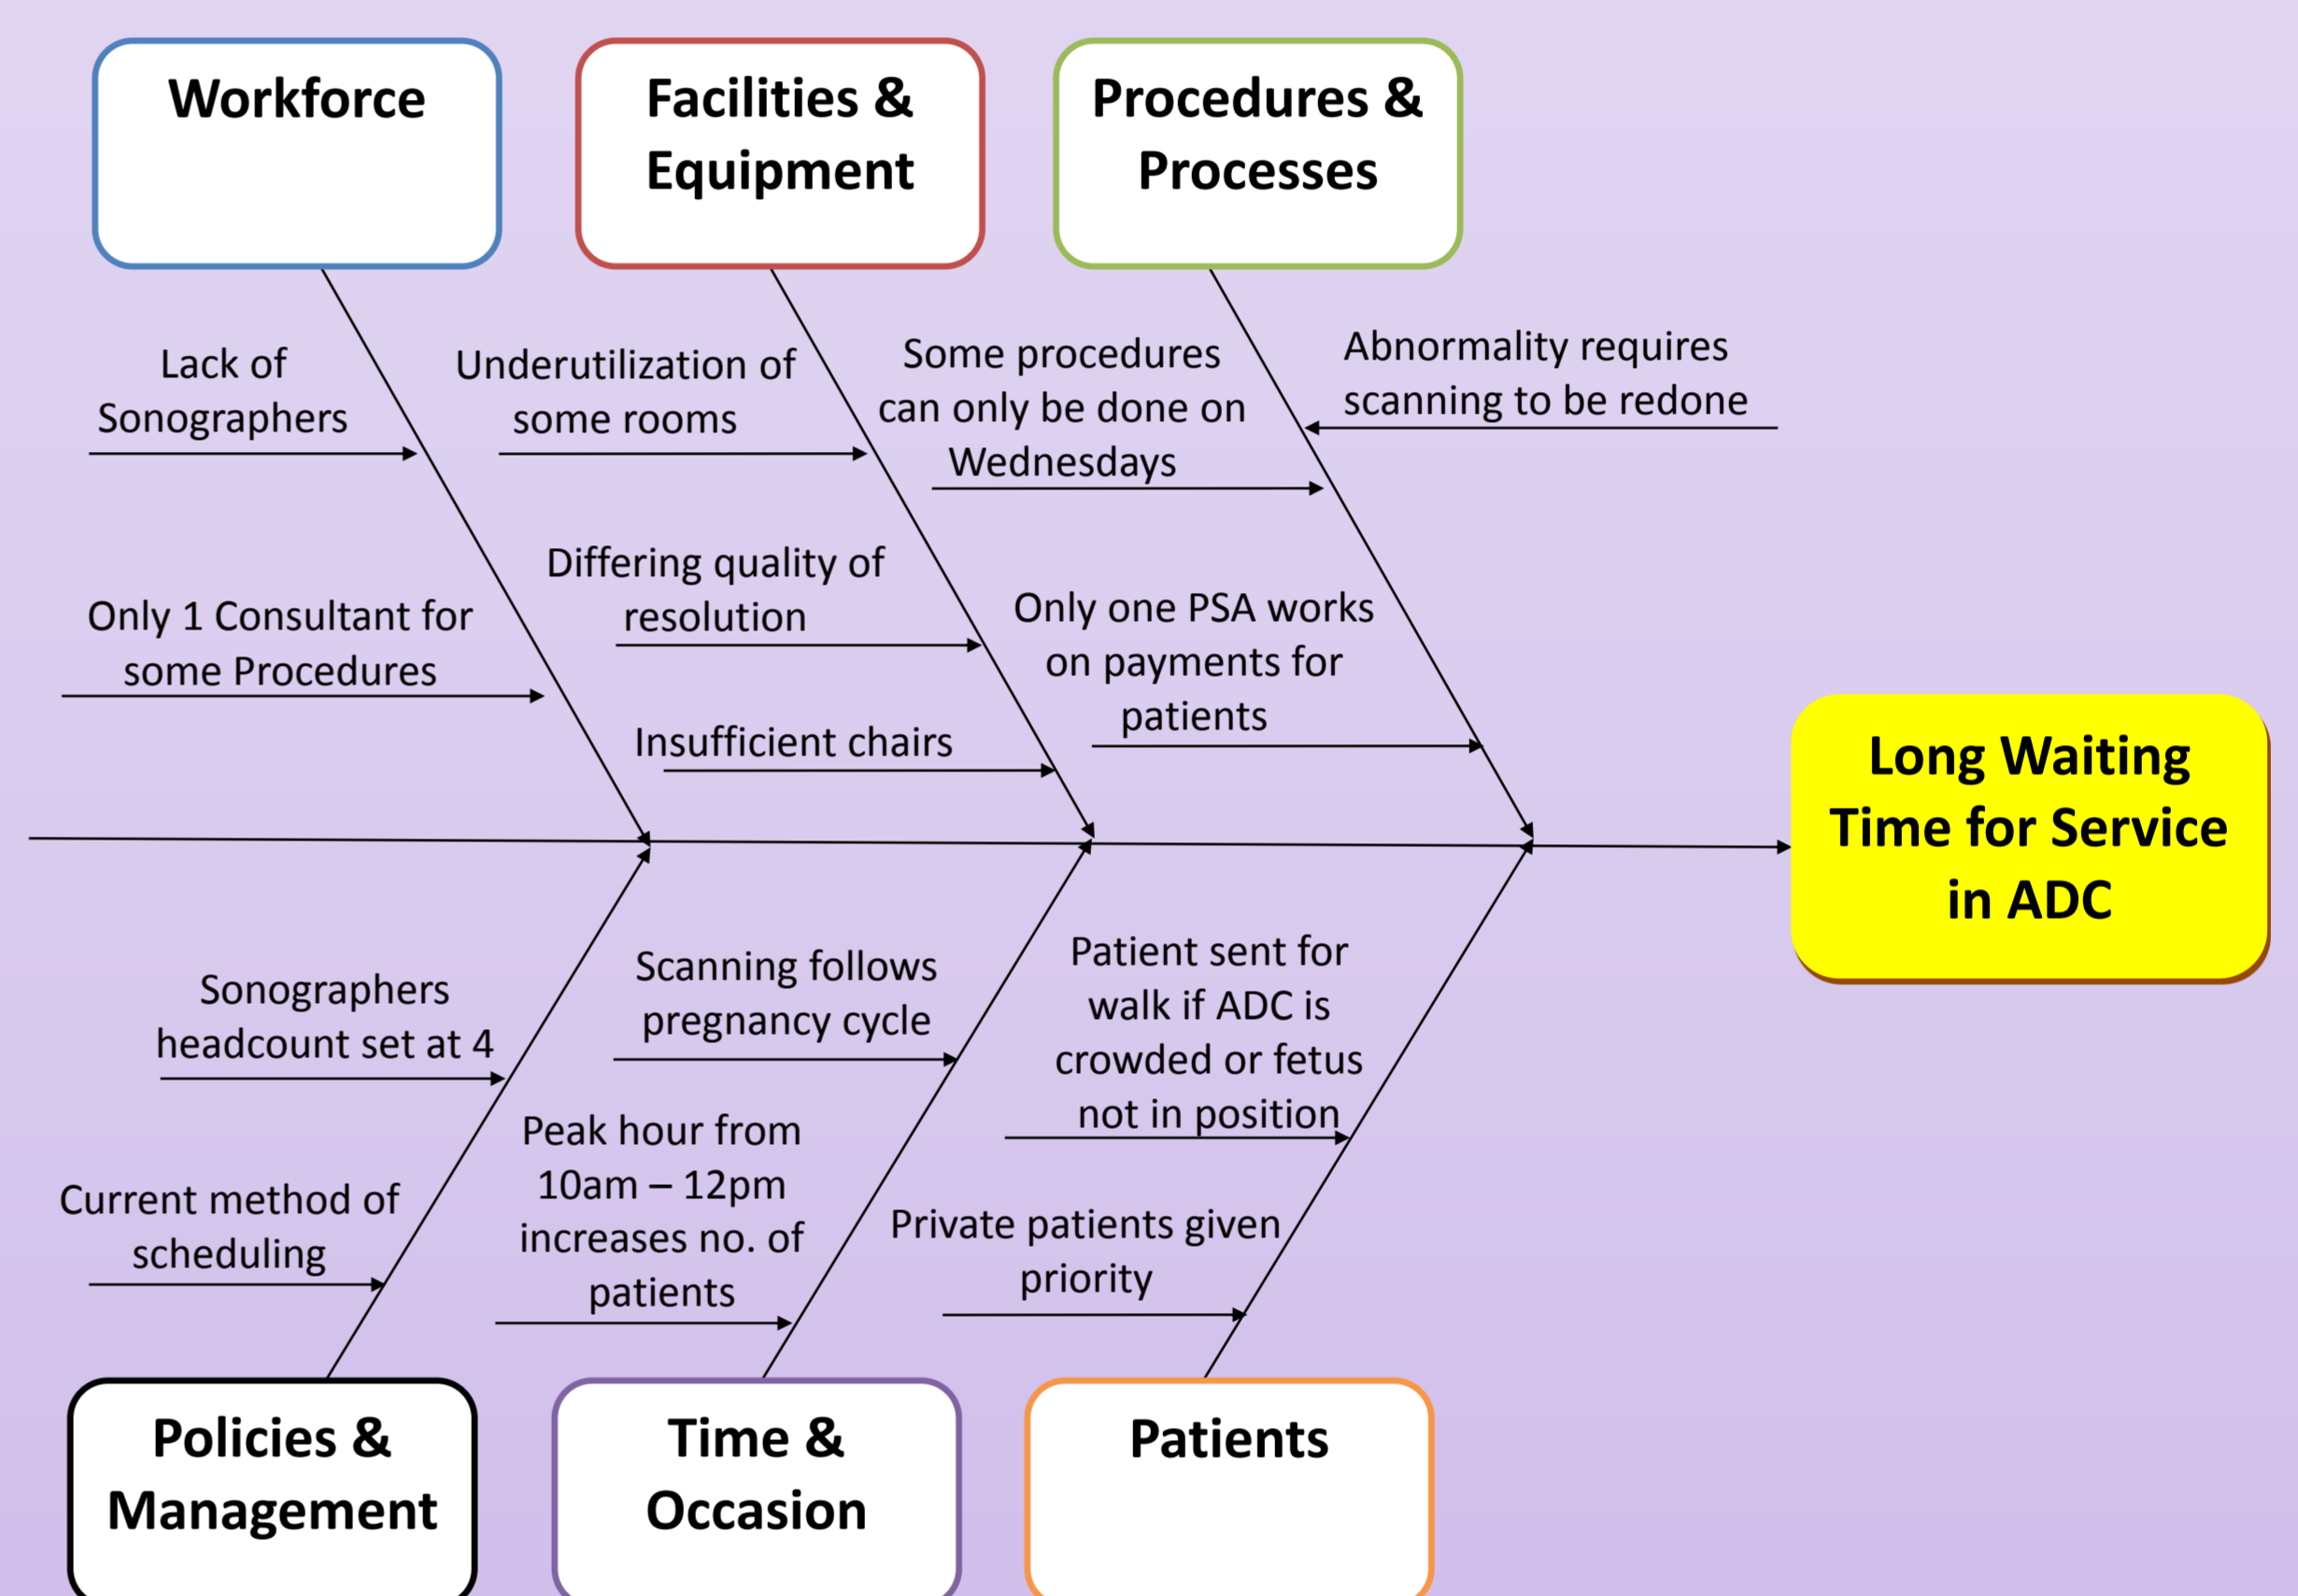 Workforce
Facilities &
Equipment
Procedures &
Processes
Lack of
Sonographers
Only 1 Consultant for
some Procedures
Underutilization of
some rooms
Differing quality of
resolution
Insufficient chairs
Some procedures
can only be done on
Wednesdays
Abnormality requires
scanning to be redone
Only one PSA works
on payments for
patients
Long Waiting
Time for Service
in ADC
Sonographers
headcount set at 4
Current method of
scheduling
Scanning follows
pregnancy cycle
Peak hour from
10am – 12pm
increases no. of
patients
Patient sent for
walk if ADC is
crowded or fetus
not in position
Private patients given
priority
Policies &
Management
Time &
Occasion
Patients